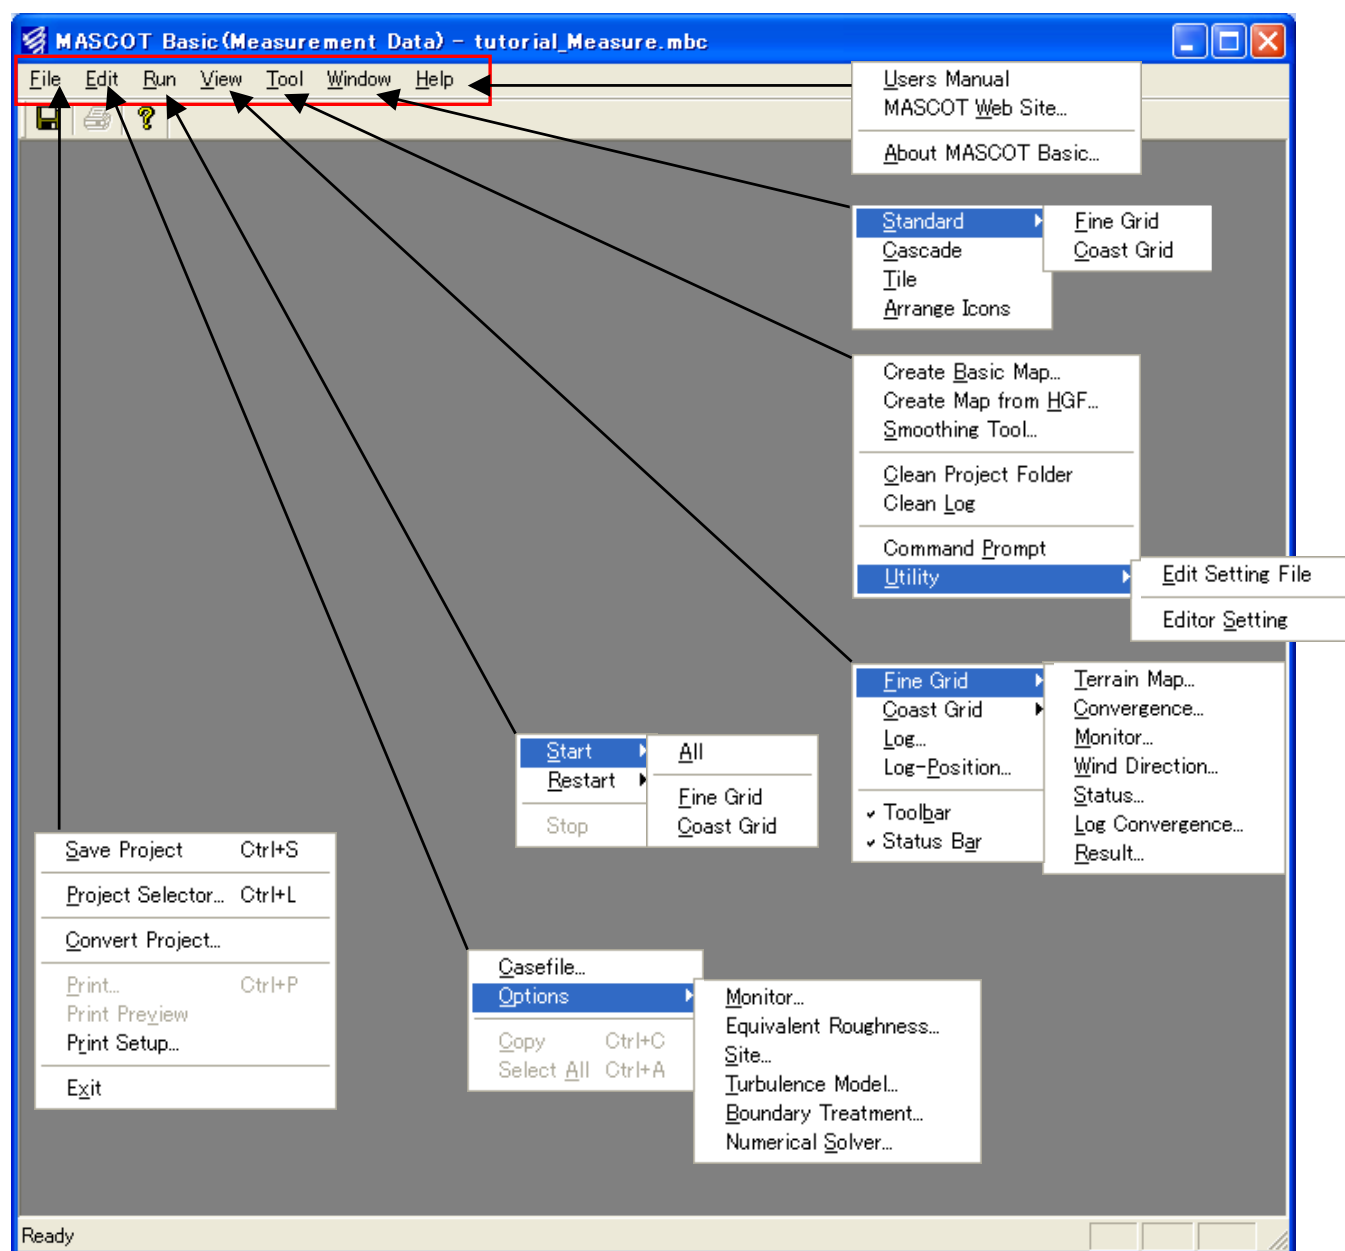 MASCOT Basic(Measurement Data) - tutorial_Measure.mbc
File Edit Run View Tool Window Help
Users Manual
MASCOT Web Site...
About MASCOT Basic...
Standard
Fine Grid
Coast Grid
Cascade
Tile
Arrange Icons
Create Basic Map...
Create Map from HGF...
Smoothing Tool...
Clean Project Folder
Clean Log
Command Prompt
Utility
Edit Setting File
Editor Setting
Fine Grid
Coast Grid
Log...
Log-Position...
Toolbar
Status Bar
Terrain Map...
Convergence...
Monitor...
Wind Direction...
Status...
Log Convergence...
Result...
Start
Restart
Stop
All
Fine Grid
Coast Grid
Save Project Ctrl+S
Project Selector... Ctrl+L
Convert Project...
Print... Ctrl+P
Print Preview
Print Setup...
Exit
Casefile...
Options
Copy Ctrl+C
Select All Ctrl+A
Monitor...
Equivalent Roughness...
Site...
Turbulence Model...
Boundary Treatment...
Numerical Solver...
Ready